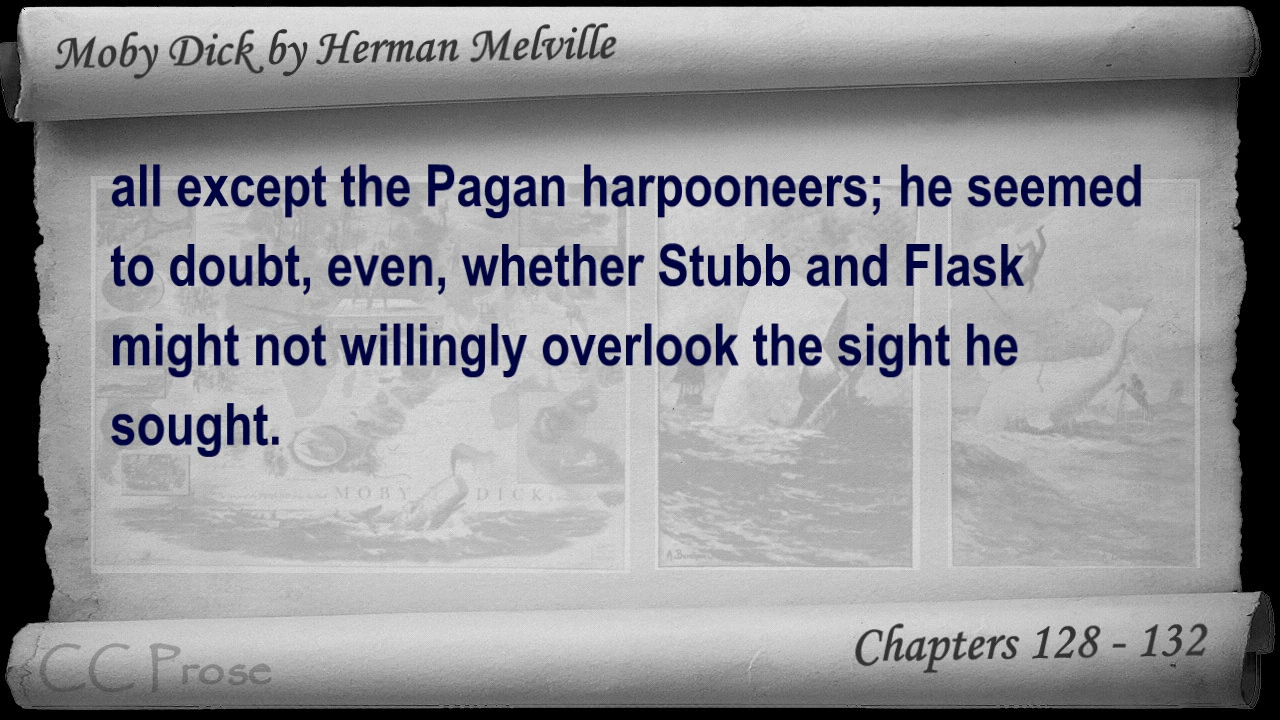 Moby Dick by Herman Melville
all except the Pagan harpooneers; he seemed
to doubt, even, whether Stubb and Flask
might not willingly overlook the sight he
sought.
MOBY DICK
Chapters 128 - 132
CC Prose